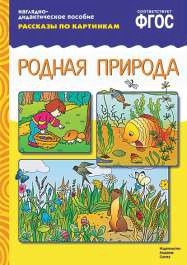 НАГЛЯДНО-
ДИДАКТИЧЕСКОЕ ПОСОБИЕ
РАССКАЗЫ ПО КАРТИНКАМ
СООТВЕТСТВУЕТ
ФГОС
РОДНАЯ ПРИРОДА